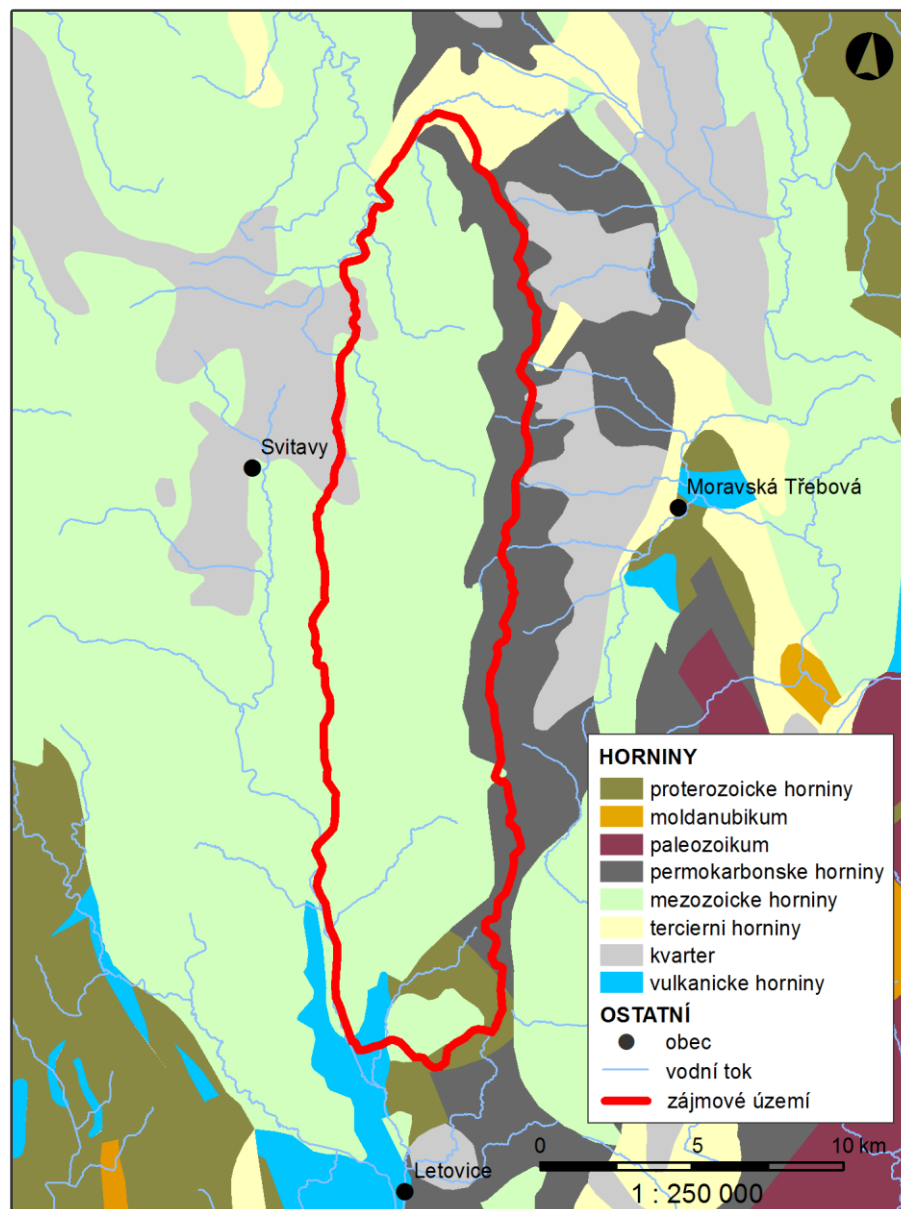 Svitavy
Moravská Třebová
HORNINY
proterozoicke horniny
moldanubikum
paleozoikum
permokarbonske horniny
mezozoicke horniny
tercierni horniny
kvarter
vulkanicke horniny
OSTATNÍ
obec
vodní tok
zájmové území
0 5 10 km
1 : 250 000
Letovice